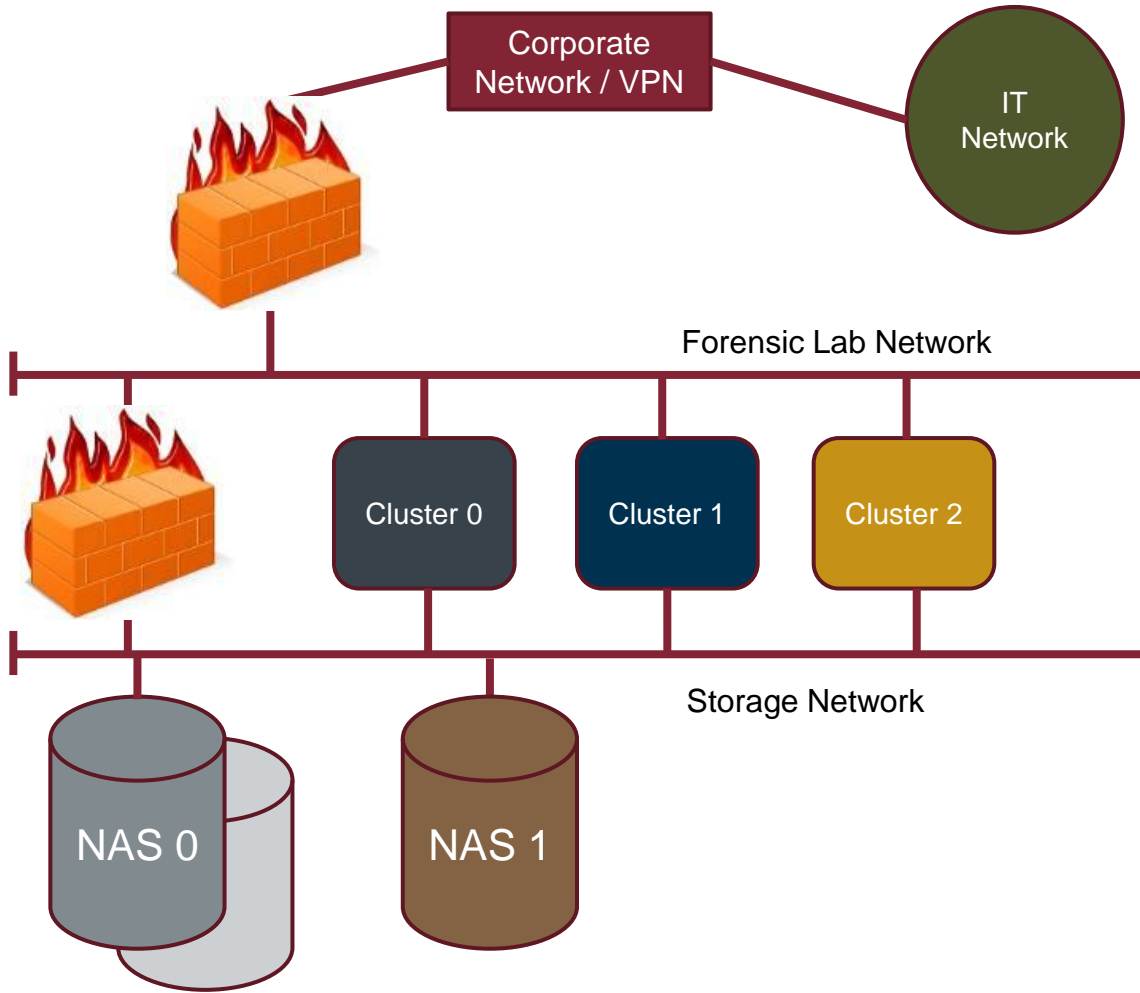 Corporate
Network / VPN
IT
Network
Forensic Lab Network
Cluster 0
Cluster 1
Cluster 2
Storage Network
NAS 0
NAS 1